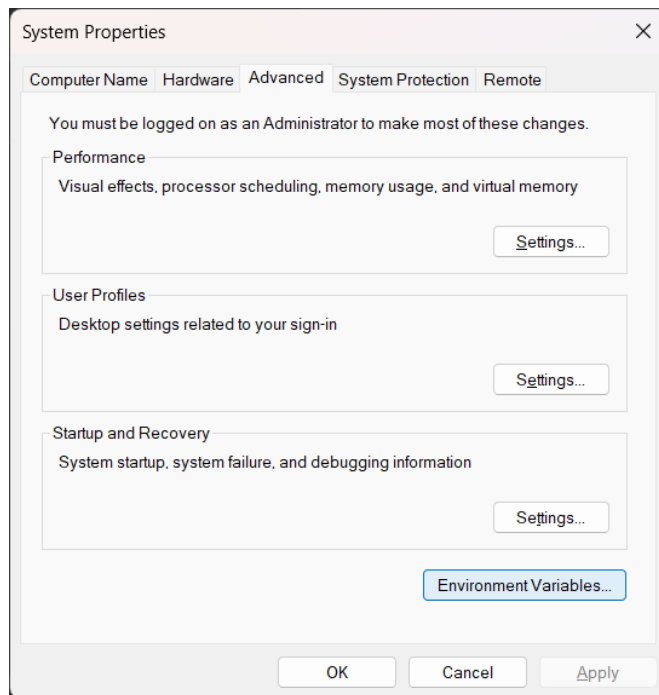 System Properties
Computer Name Hardware Advanced System Protection Remote
You must be logged on as an Administrator to make most of these changes.
Performance
Visual effects, processor scheduling, memory usage, and virtual memory
Settings...
User Profiles
Desktop settings related to your sign-in
Settings...
Startup and Recovery
System startup, system failure, and debugging information
Settings...
Environment Variables...
OK Cancel Apply